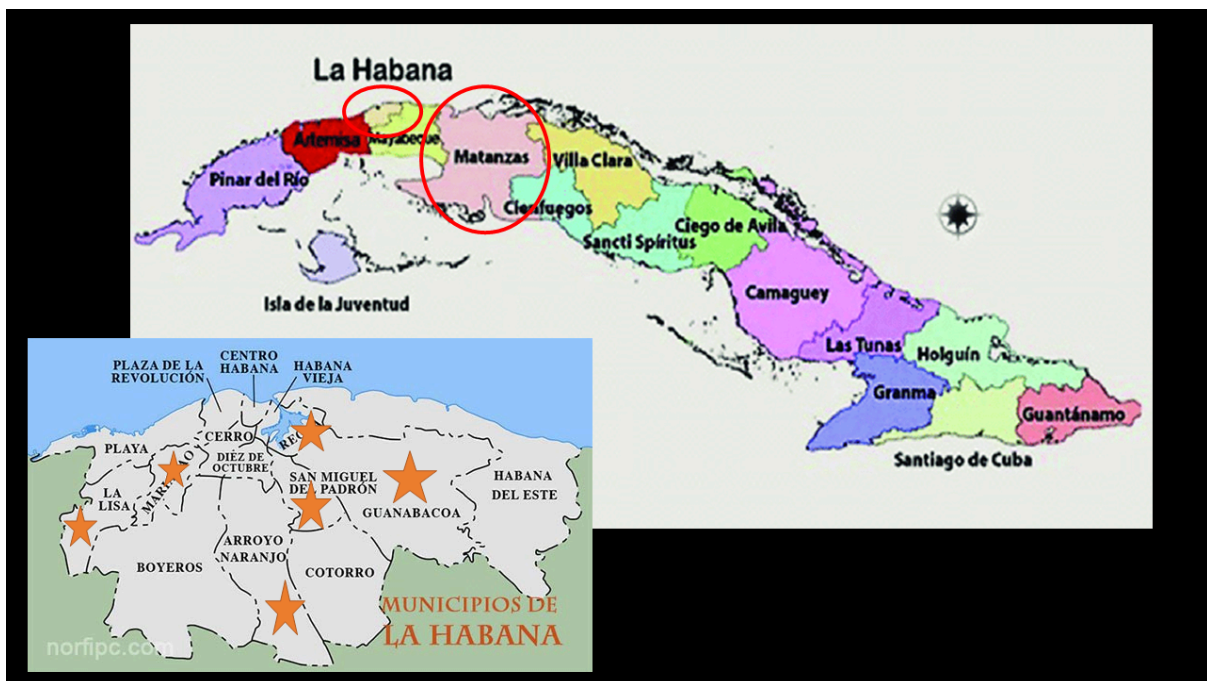 La Habana
Artemisa
Mayabeque
Matanzas
Villa Clara
Pinar del Río
Cienfuegos
Ciego de Avila
Sancti Spíritus
Isla de la Juventud
Camaguey
Las Tunas
Holguín
Granma
Guantánamo
Santiago de Cuba
PLAZA DE LA
REVOLUCIÓN
CENTRO
HABANA
HABANA
VIEJA
PLAYA
CERRO
DIÉZ DE
OCTUBRE
LA
LISA
SAN MIGUEL
DEL PADRÓN
GUANABACOA
HABANA
DEL ESTE
BOYEROS
ARROYO
NARANJO
COTORRO
MUNICIPIOS DE
LA HABANA
norfipc.com